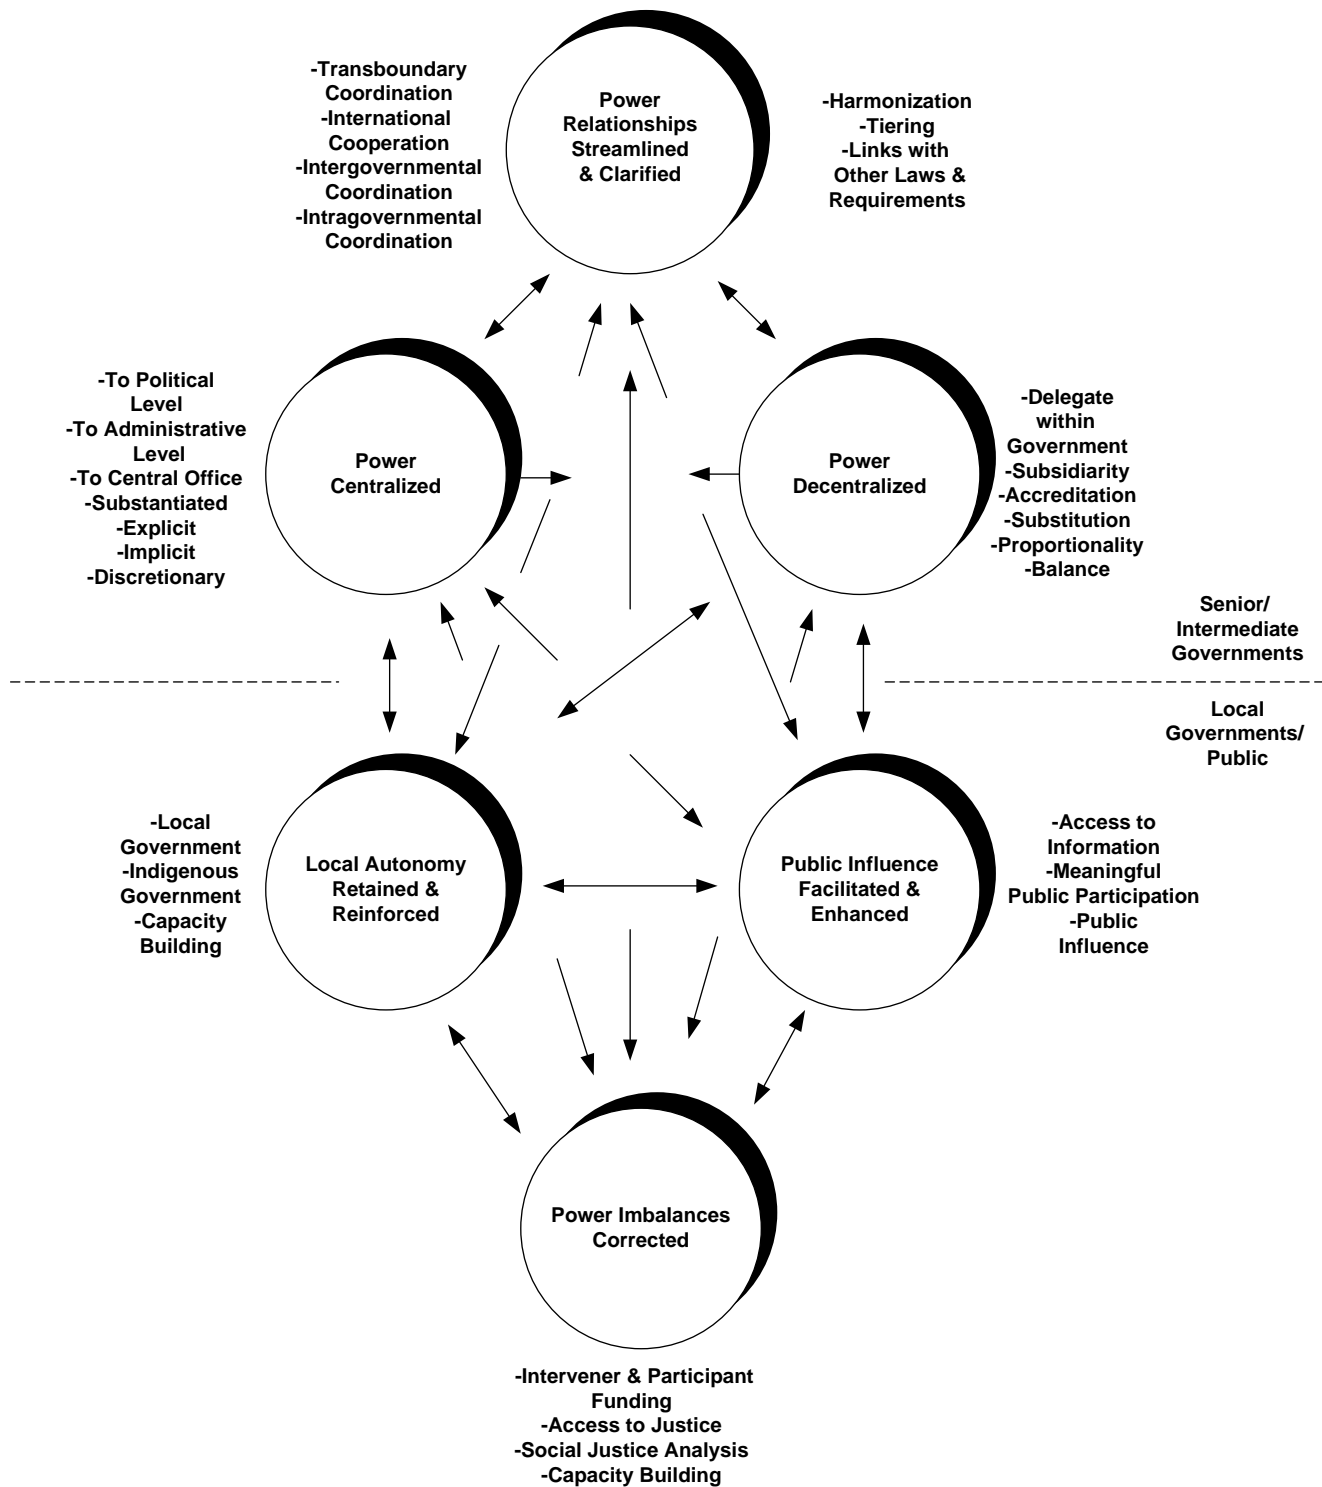 -Transboundary
Coordination
-International
Cooperation
-Intergovernmental
Coordination
-Intragovernmental
Coordination
Power
Relationships
Streamlined
& Clarified
-Harmonization
-Tiering
-Links with
Other Laws &
Requirements
-To Political
Level
-To Administrative
Level
-To Central Office
-Substantiated
-Explicit
-Implicit
-Discretionary
Power
Centralized
Power
Decentralized
-Delegate
within
Government
-Subsidiarity
-Accreditation
-Substitution
-Proportionality
-Balance
Senior/
Intermediate
Governments
Local
Governments/
Public
-Local
Government
-Indigenous
Government
-Capacity
Building
Local Autonomy
Retained &
Reinforced
Public Influence
Facilitated &
Enhanced
-Access to
Information
-Meaningful
Public Participation
-Public
Influence
Power Imbalances
Corrected
-Intervener & Participant
Funding
-Access to Justice
-Social Justice Analysis
-Capacity Building